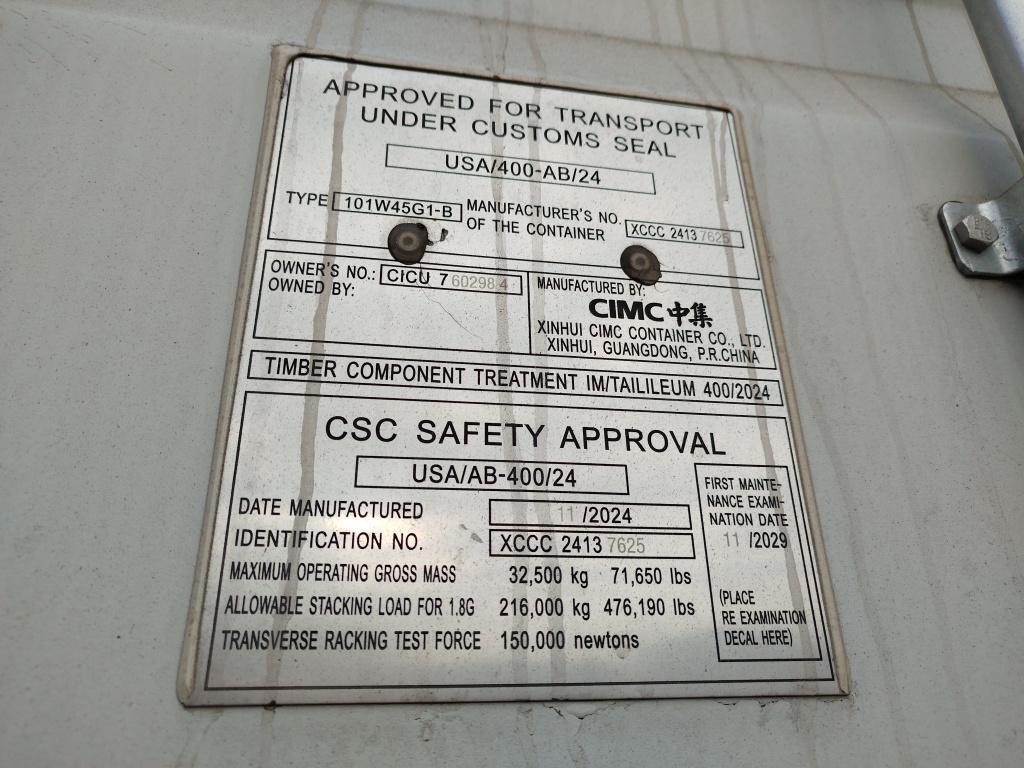 APPROVED FOR TRANSPORT
UNDER CUSTOMS SEAL
USA/400-AB/24
TYPE 101W45G1-B MANUFACTURER'S NO. OF THE CONTAINER XCCC 2413 7625
OWNER'S NO.: CICU 7 602984
OWNED BY:
MANUFACTURED BY:
CIMC 中集
XINHUI CIMC CONTAINER CO., LTD.
XINHUI, GUANGDONG, P.R.CHINA
TIMBER COMPONENT TREATMENT IM/TAILILEUM 400/2024
CSC SAFETY APPROVAL
USA/AB-400/24
DATE MANUFACTURED 11 /2024
IDENTIFICATION NO. XCCC 2413 7625
MAXIMUM OPERATING GROSS MASS 32,500 kg 71,650 lbs
ALLOWABLE STACKING LOAD FOR 1.8G 216,000 kg 476,190 lbs
TRANSVERSE RACKING TEST FORCE 150,000 newtons
FIRST MAINTE-
NANCE EXAMI-
NATION DATE
11 /2029
(PLACE
RE EXAMINATION
DECAL HERE)